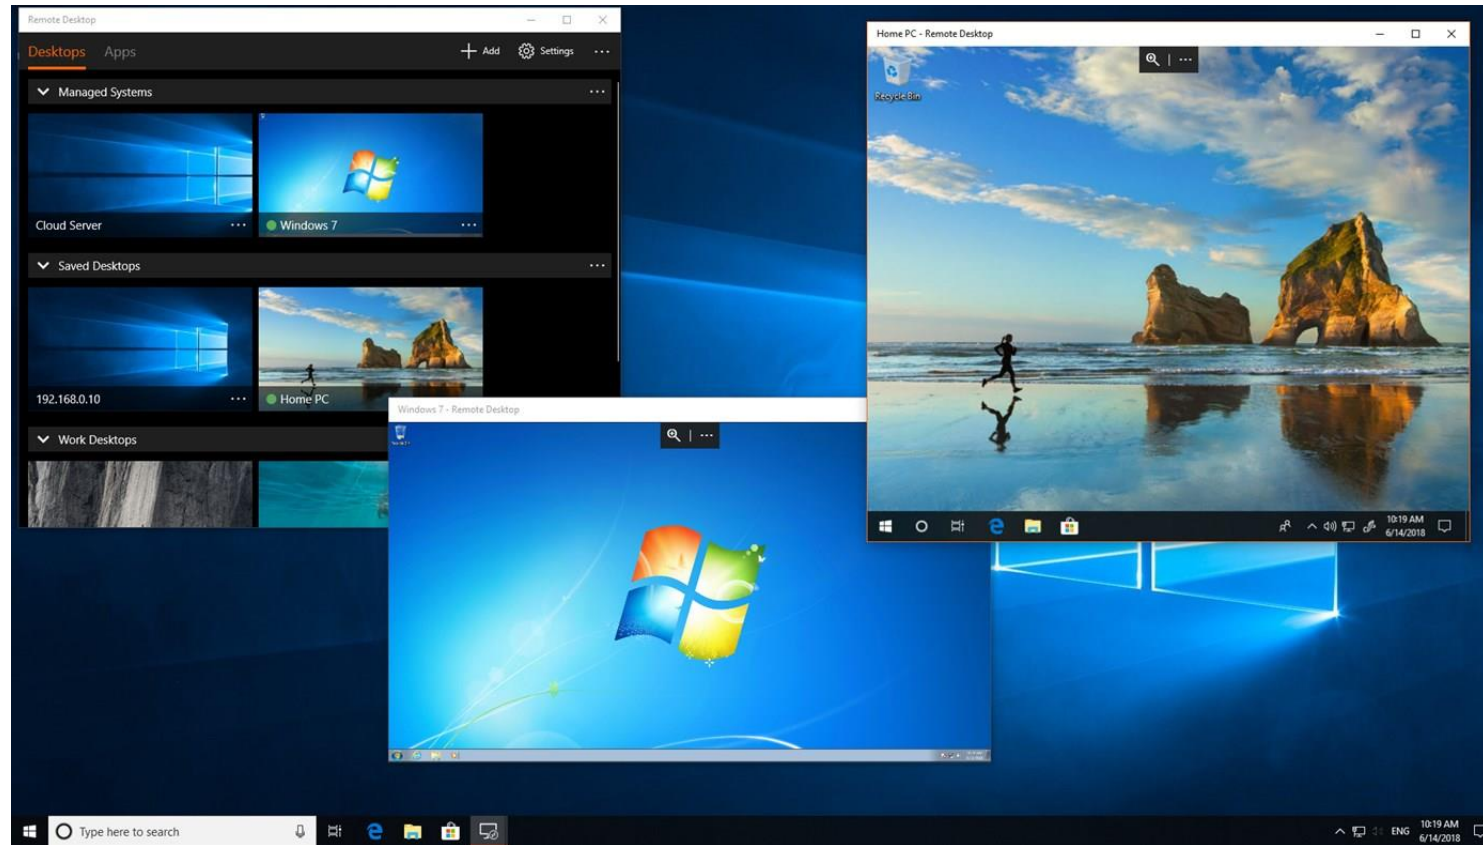 Remote Desktop
Desktops Apps
Add Settings
Managed Systems
Cloud Server
Windows 7
Saved Desktops
192.168.0.10
Home PC
Work Desktops
Windows 7 - Remote Desktop
Home PC - Remote Desktop
Recycle Bin
10:19 AM
6/14/2018
Type here to search
ENG
10:19 AM
6/14/2018